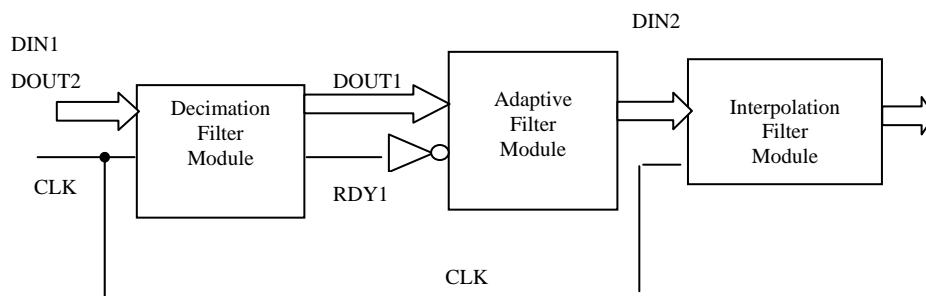 DIN1
DOUT2
CLK
Decimation
Filter
Module
DOUT1
RDY1
Adaptive
Filter
Module
CLK
DIN2
Interpolation
Filter
Module